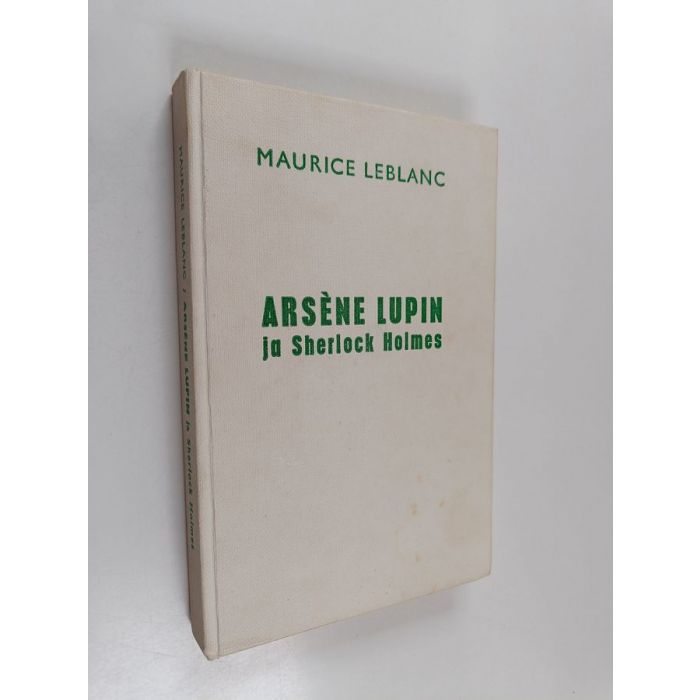 MAURICE LEBLANC
ARSÈNE LUPIN
ja Sherlock Holmes
MAURICE LEBLANC / ARSÈNE LUPIN ja Sherlock Holmes